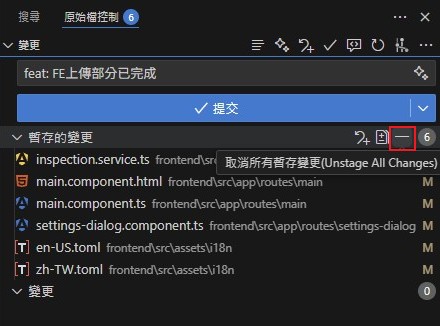 搜尋 原始檔控制 6
變更
feat: FE上傳部分已完成
提交
暫存的變更 6
取消所有暫存變更(Unstage All Changes)
inspection.service.ts frontend\src
main.component.html frontend\src\app\routes\main M
main.component.ts frontend\src\app\routes\main M
settings-dialog.component.ts frontend\src\app\routes\settings-dialog M
en-US.toml frontend\src\assets\i18n M
zh-TW.toml frontend\src\assets\i18n M
變更 0